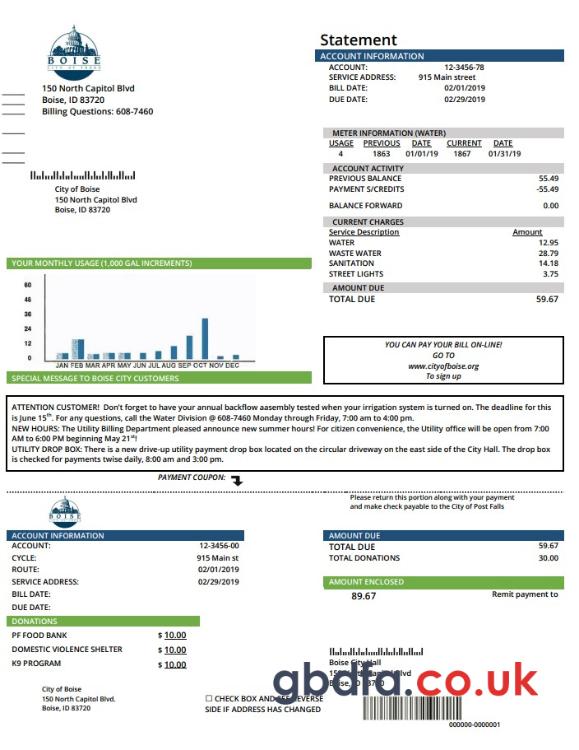 BOISE
CITY OF TREES
150 North Capitol Blvd
Boise, ID 83720
Billing Questions: 608-7460
City of Boise
150 North Capitol Blvd
Boise, ID 83720
Statement
ACCOUNT INFORMATION
ACCOUNT: 12-3456-78
SERVICE ADDRESS: 915 Main street
BILL DATE: 02/01/2019
DUE DATE: 02/29/2019
METER INFORMATION (WATER)
USAGE PREVIOUS DATE CURRENT DATE
4 1863 01/01/19 1867 01/31/19
ACCOUNT ACTIVITY
PREVIOUS BALANCE 55.49
PAYMENT S/CREDITS -55.49
BALANCE FORWARD 0.00
CURRENT CHARGES
Service Description Amount
WATER 12.95
WASTE WATER 28.79
SANITATION 14.18
STREET LIGHTS 3.75
AMOUNT DUE
TOTAL DUE 59.67
YOUR MONTHLY USAGE (1,000 GAL INCREMENTS)
60
48
36
24
12
0
JAN FEB MAR APR MAY JUN JUL AUG SEP OCT NOV DEC
YOU CAN PAY YOUR BILL ON-LINE!
GO TO
www.cityofboise.org
To sign up
SPECIAL MESSAGE TO BOISE CITY CUSTOMERS
ATTENTION CUSTOMER! Don't forget to have your annual backflow assembly tested when your irrigation system is turned on. The deadline for this
is June 15th. For any questions, call the Water Division @ 608-7460 Monday through Friday, 7:00 am to 4:00 pm.
NEW HOURS: The Utility Billing Department pleased announce new summer hours! For citizen convenience, the Utility office will be open from 7:00
AM to 6:00 PM beginning May 21st!
UTILITY DROP BOX: There is a new drive-up utility payment drop box located on the circular driveway on the east side of the City Hall. The drop box
is checked for payments twice daily, 8:00 am and 3:00 pm.
PAYMENT COUPON:
Please return this portion along with your payment
and make check payable to the City of Post Falls
BOISE
ACCOUNT INFORMATION
ACCOUNT: 12-3456-00
CYCLE: 915 Main st
ROUTE: 02/01/2019
SERVICE ADDRESS: 02/29/2019
BILL DATE:
DUE DATE:
AMOUNT DUE
TOTAL DUE 59.67
TOTAL DONATIONS 30.00
AMOUNT ENCLOSED
89.67 Remit payment to
DONATIONS
PF FOOD BANK $ 10.00
DOMESTIC VIOLENCE SHELTER $ 10.00
K9 PROGRAM $ 10.00
City of Boise
150 North Capitol Blvd.
Boise, ID 83720
☐ CHECK BOX AND SEE REVERSE
SIDE IF ADDRESS HAS CHANGED
Boise City Hall
gbdfa.co.uk
000000-0000001